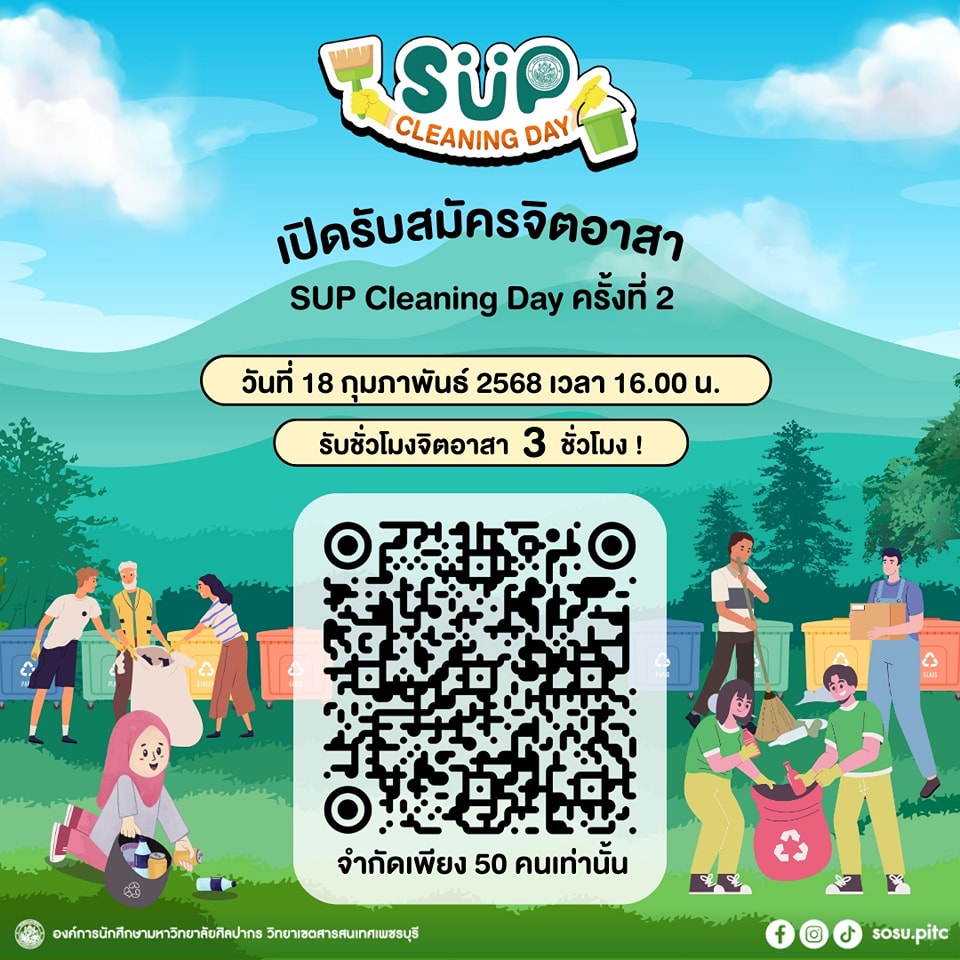 SUP
CLEANING DAY
เปิดรับสมัครจิตอาสา
SUP Cleaning Day ครั้งที่ 2
วันที่ 18 กุมภาพันธ์ 2568 เวลา 16.00 น.
รับชั่วโมงจิตอาสา 3 ชั่วโมง !
จำกัดเพียง 50 คนเท่านั้น
องค์การนักศึกษามหาวิทยาลัยศิลปากร วิทยาเขตสารสนเทศเพชรบุรี
sosu.pitc